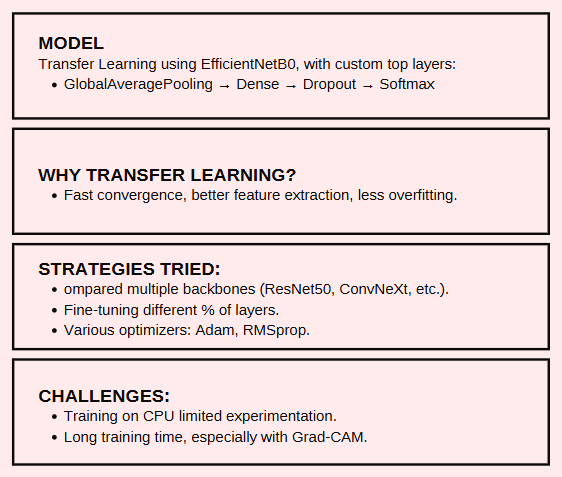 MODEL
Transfer Learning using EfficientNetB0, with custom top layers:
• GlobalAveragePooling → Dense → Dropout → Softmax
WHY TRANSFER LEARNING?
• Fast convergence, better feature extraction, less overfitting.
STRATEGIES TRIED:
• ompared multiple backbones (ResNet50, ConvNeXt, etc.).
• Fine-tuning different % of layers.
• Various optimizers: Adam, RMSprop.
CHALLENGES:
• Training on CPU limited experimentation.
• Long training time, especially with Grad-CAM.